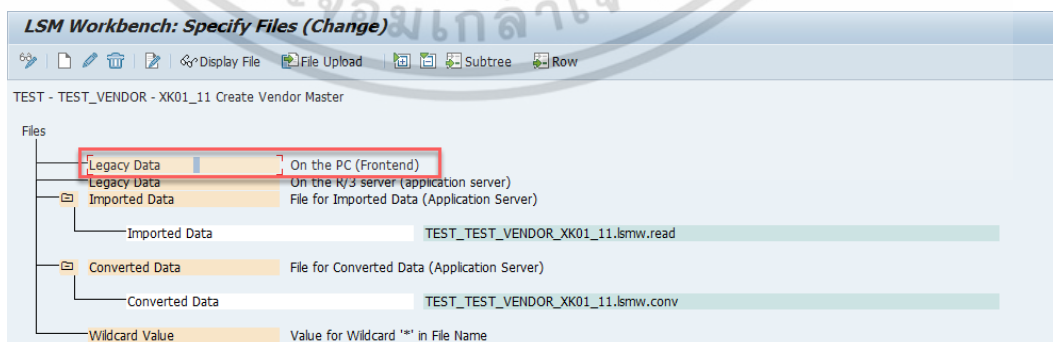 LSM Workbench: Specify Files (Change)
Display File File Upload Subtree Row
TEST - TEST_VENDOR - XK01_11 Create Vendor Master
Files
Legacy Data On the PC (Frontend)
Legacy Data On the R/3 server (application server)
Imported Data File for Imported Data (Application Server)
Imported Data TEST_TEST_VENDOR_XK01_11.lsmw.read
Converted Data File for Converted Data (Application Server)
Converted Data TEST_TEST_VENDOR_XK01_11.lsmw.conv
Wildcard Value Value for Wildcard '*' in File Name